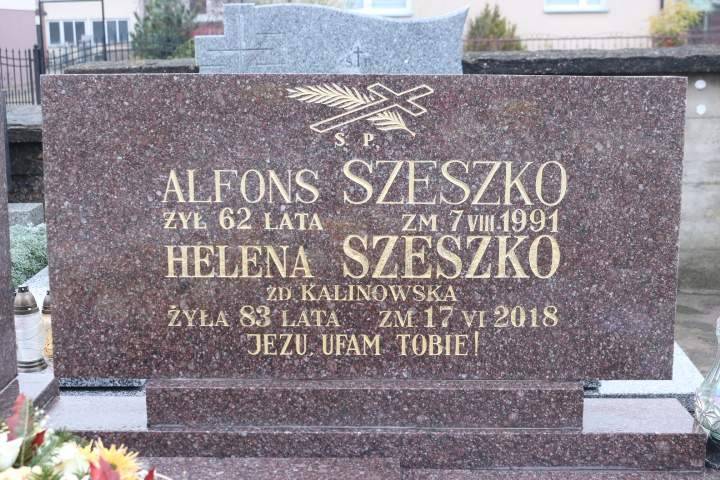 Ś. P.
ALFONS SZESZKO
ŻYŁ 62 LATA ZM 7 VIII 1991
HELENA SZESZKO
ZD KALINOWSKA
ŻYŁA 83 LATA ZM 17 VI 2018
JEZU, UFAM TOBIE!